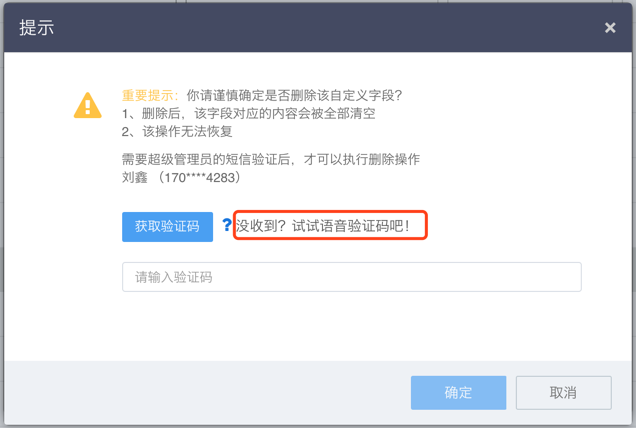 提示
×
重要提示：你请谨慎确定是否删除该自定义字段？
1、删除后，该字段对应的内容会被全部清空
2、该操作无法恢复
需要超级管理员的短信验证后，才可以执行删除操作
刘鑫 （170****4283）
获取验证码 ? 没收到？试试语音验证码吧！
请输入验证码
确定 取消